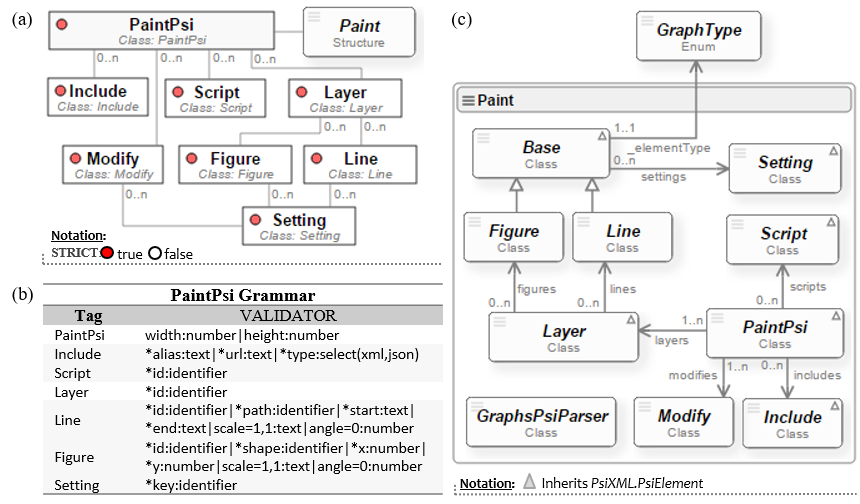 (a)
PaintPsi
Class: PaintPsi
Paint
Structure
0..n
0..n
0..n
0..n
0..n
Include
Class: Include
Script
Class: Script
Layer
Class: Layer
0..n
0..n
Modify
Class: Modify
Figure
Class: Figure
Line
Class: Line
0..n
0..n
0..n
Setting
Class: Setting
Notation:
STRICT: true false
(b)
PaintPsi Grammar
Tag VALIDATOR
PaintPsi width:number|height:number
Include *alias:text|*url:text|*type:select(xml,json)
Script *id:identifier
Layer *id:identifier
Line *id:identifier|*path:identifier|*start:text|
*end:text|scale=1,1:text|angle=0:number
Figure *id:identifier|*shape:identifier|*x:number|
*y:number|scale=1,1:text|angle=0:number
Setting *key:identifier
(c)
GraphType
Enum
Paint
Base
Class
1..1
_elementType
0..n
settings
Setting
Class
Figure
Class
Line
Class
Script
Class
figures
lines
scripts
0..n
0..n
0..n
Layer
Class
1..n
layers
PaintPsi
Class
modifies
1..n
0..n
includes
GraphsPsiParser
Class
Modify
Class
Include
Class
Notation: Inherits PsiXML.PsiElement